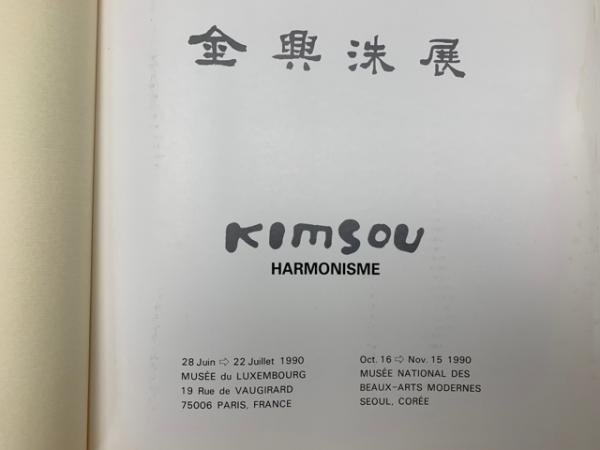 金興洙展
KIMSOU
HARMONISME
28 Juin ⇨ 22 Juillet 1990
MUSÉE du LUXEMBOURG
19 Rue de VAUGIRARD
75006 PARIS, FRANCE
Oct. 16 ⇨ Nov. 15 1990
MUSÉE NATIONAL DES
BEAUX-ARTS MODERNES
SEOUL, CORÉE